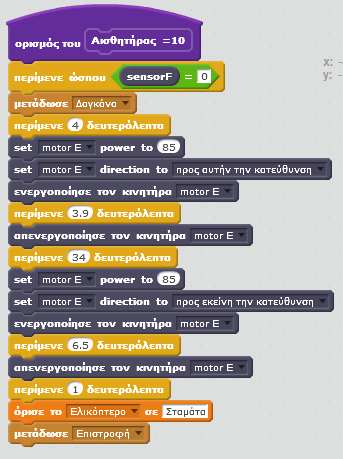 ορισμός του Αισθητήρας =10
περίμενε ώσπου sensorF = 0
μετάδωσε Δαγκάνα
περίμενε 4 δευτερόλεπτα
set motor E power to 85
set motor E direction to προς αυτήν την κατεύθυνση
ενεργοποίησε τον κινητήρα motor E
περίμενε 3.9 δευτερόλεπτα
απενεργοποίησε τον κινητήρα motor E
περίμενε 34 δευτερόλεπτα
set motor E power to 85
set motor E direction to προς εκείνη την κατεύθυνση
ενεργοποίησε τον κινητήρα motor E
περίμενε 6.5 δευτερόλεπτα
απενεργοποίησε τον κινητήρα motor E
περίμενε 1 δευτερόλεπτα
όρισε το Ελικόπτερο σε Σταμάτα
μετάδωσε Επιστροφή
x:
y: